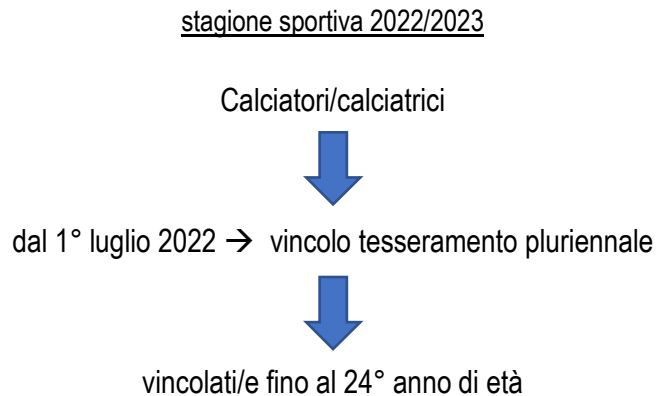 stagione sportiva 2022/2023
Calciatori/calciatrici
dal 1° luglio 2022 → vincolo tesseramento pluriennale
vincolati/e fino al 24° anno di età